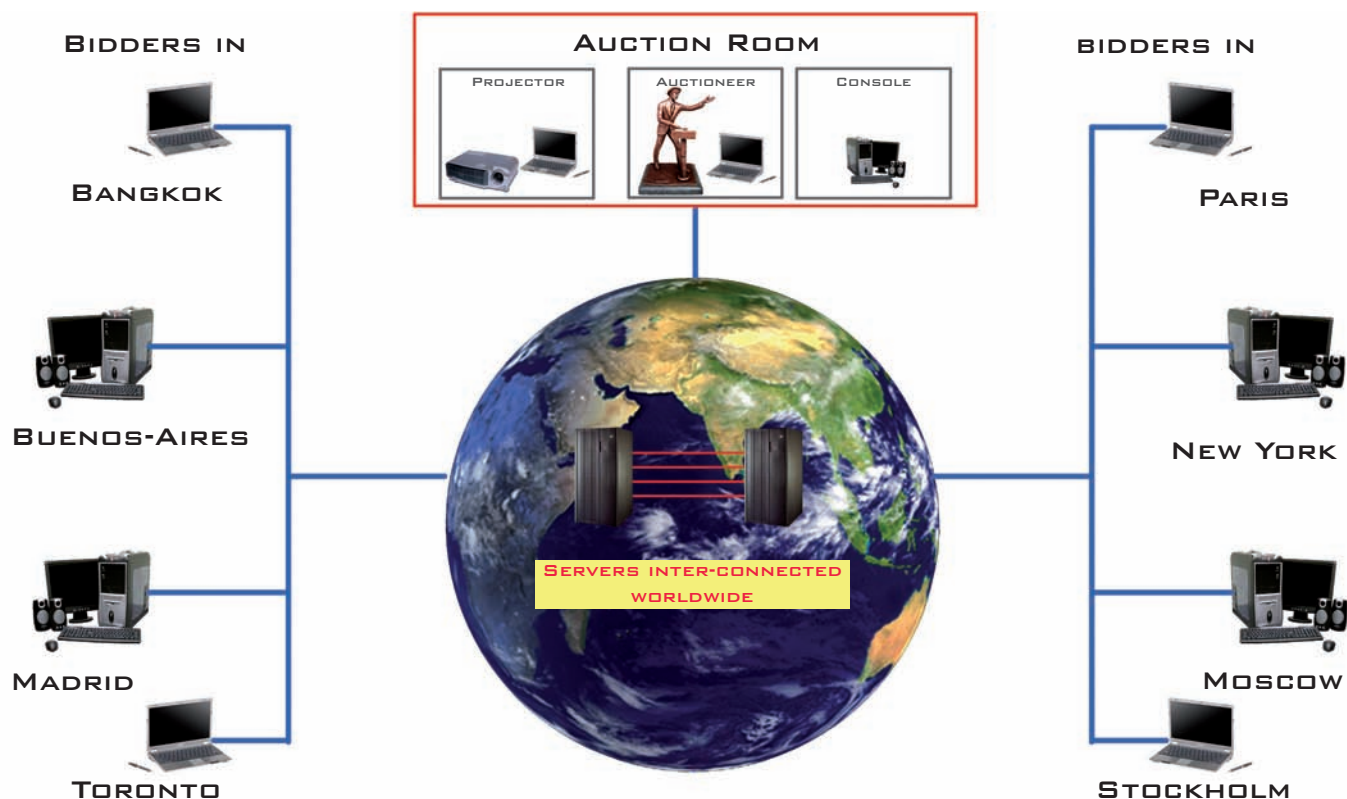 BIDDERS IN
BANGKOK
BUENOS-AIRES
MADRID
TORONTO
AUCTION ROOM
PROJECTOR
AUCTIONEER
CONSOLE
SERVERS INTER-CONNECTED
WORLDWIDE
BIDDERS IN
PARIS
NEW YORK
MOSCOW
STOCKHOLM